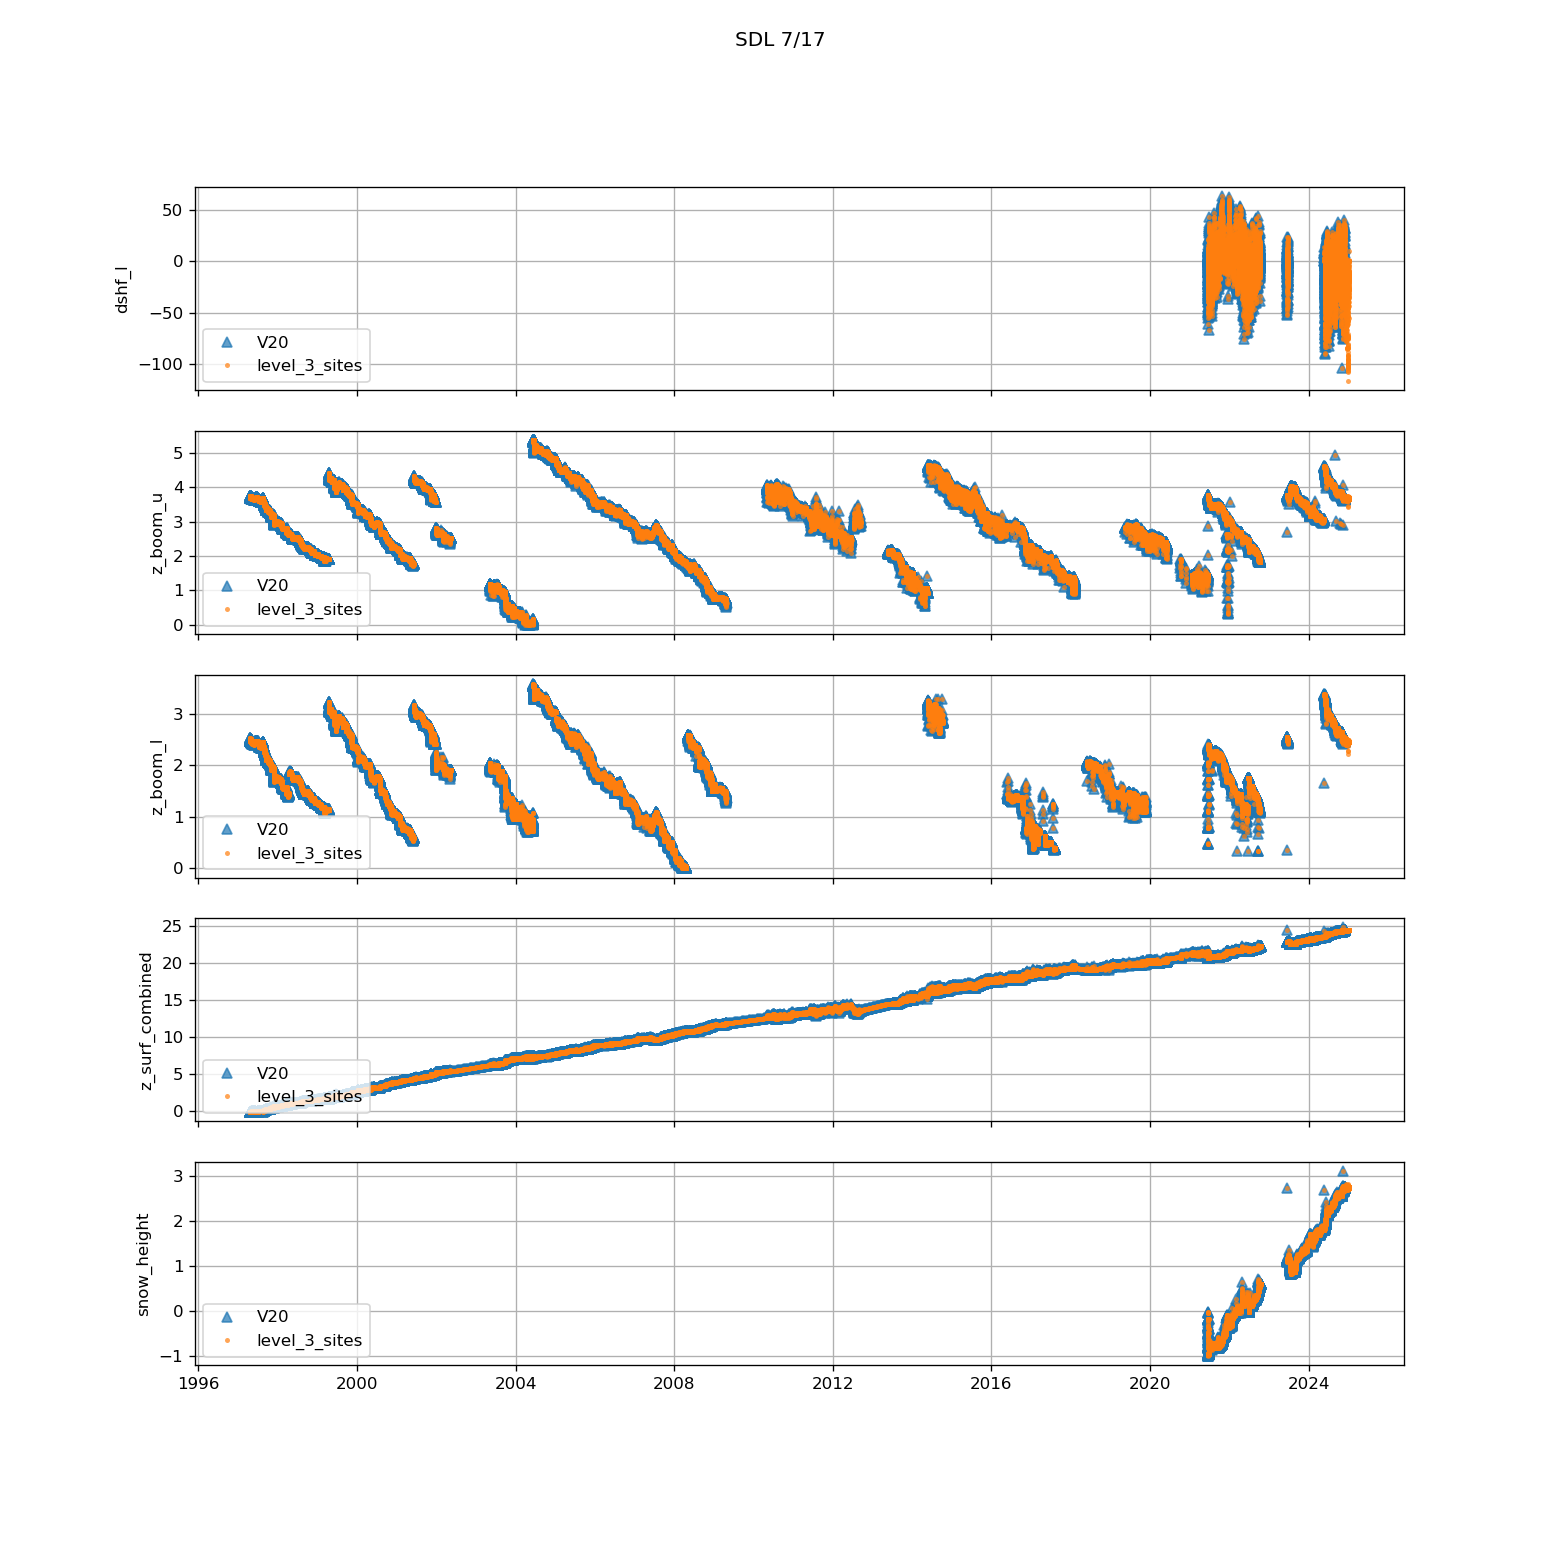 SDL 7/17
50
0
−50
−100
dshf_l
V20
level_3_sites
5
4
3
2
1
0
z_boom_u
V20
level_3_sites
3
2
1
0
z_boom_l
V20
level_3_sites
25
20
15
10
5
0
z_surf_combined
V20
level_3_sites
3
2
1
0
−1
snow_height
V20
level_3_sites
1996 2000 2004 2008 2012 2016 2020 2024